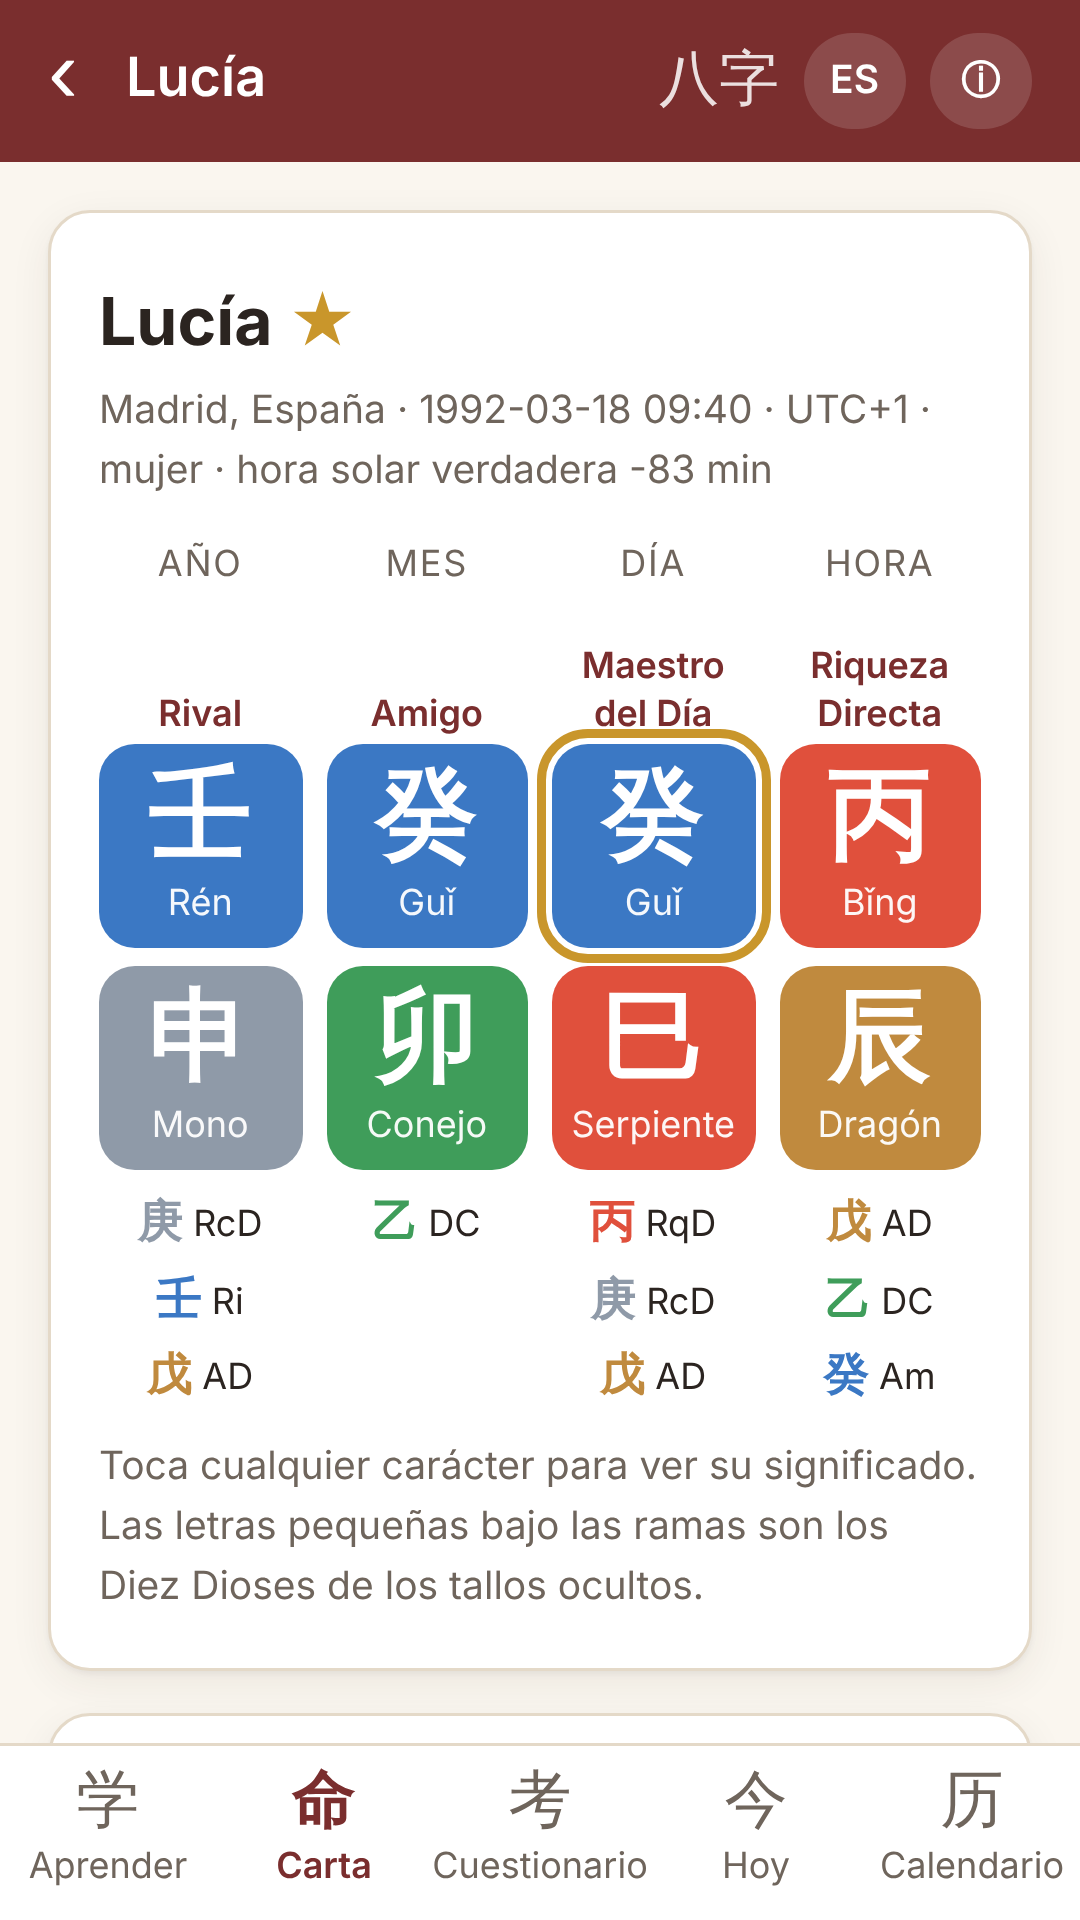 Lucía 八字 ES
Lucía ★
Madrid, España · 1992-03-18 09:40 · UTC+1 ·
mujer · hora solar verdadera -83 min
AÑO MES DÍA HORA
Rival Amigo Maestro del Día Riqueza Directa
壬 癸 癸 丙
Rén Guǐ Guǐ Bǐng
申 卯 巳 辰
Mono Conejo Serpiente Dragón
庚 RcD 乙 DC 丙 RqD 戊 AD
壬 Ri 庚 RcD 乙 DC
戊 AD 戊 AD 癸 Am
Toca cualquier carácter para ver su significado.
Las letras pequeñas bajo las ramas son los
Diez Dioses de los tallos ocultos.
学 命 考 今 历
Aprender Carta Cuestionario Hoy Calendario